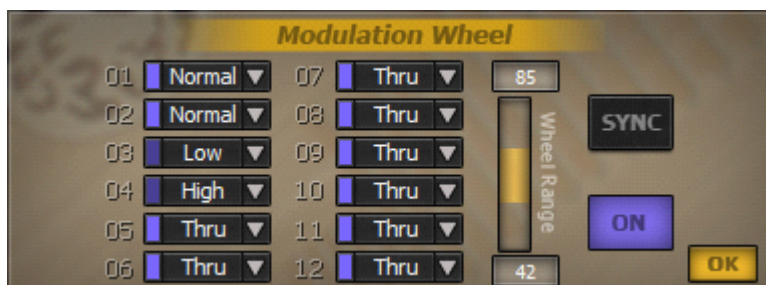 Modulation Wheel
01 Normal 07 Thru 85
02 Normal 08 Thru SYNC
03 Low 09 Thru
04 High 10 Thru
05 Thru 11 Thru ON
06 Thru 12 Thru 42 OK
Wheel Range